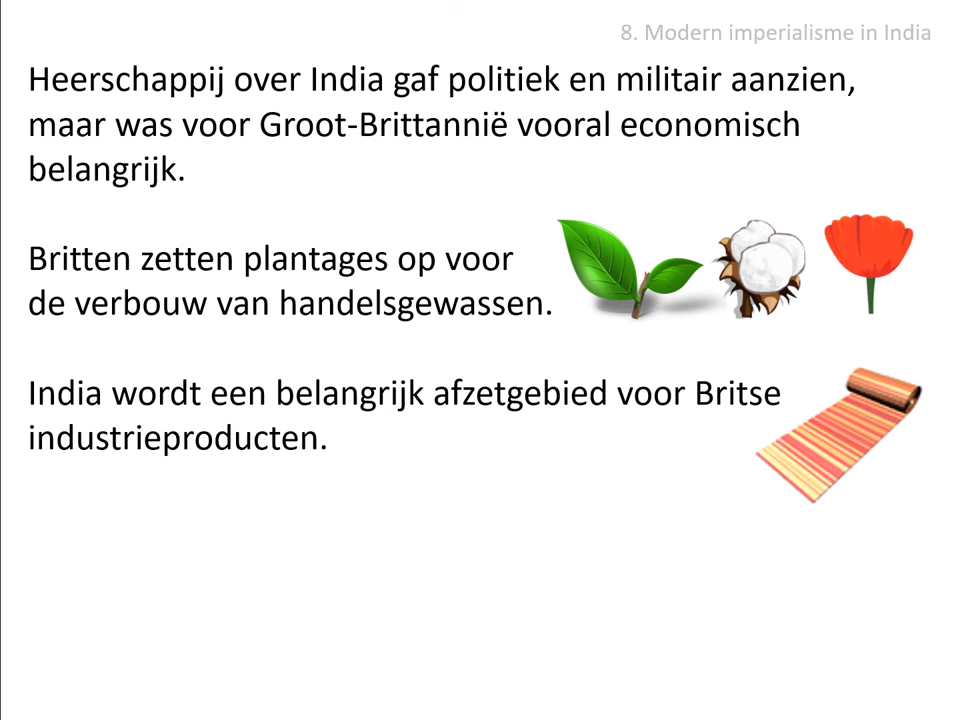 8. Modern imperialisme in India
Heerschappij over India gaf politiek en militair aanzien,
maar was voor Groot-Brittannië vooral economisch
belangrijk.
Britten zetten plantages op voor
de verbouw van handelsgewassen.
India wordt een belangrijk afzetgebied voor Britse
industrieproducten.